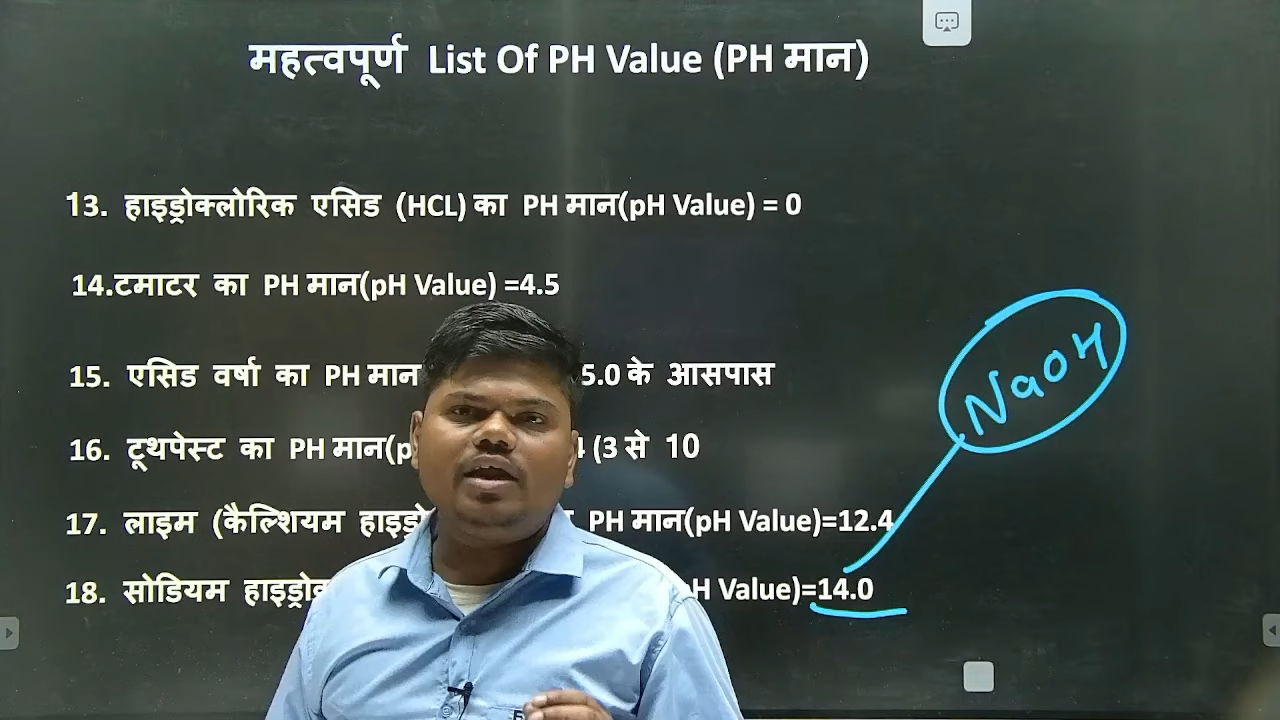 महत्वपूर्ण List Of PH Value (PH मान)
13. हाइड्रोक्लोरिक एसिड (HCL) का PH मान(pH Value) = 0
14.टमाटर का PH मान(pH Value) =4.5
15. एसिड वर्षा का PH मान 5.0 के आसपास
16. टूथपेस्ट का PH मान( (3 से 10
17. लाइम (कैल्शियम PH मान(pH Value)=12.4
18. सोडियम Value)=14.0
NaOH